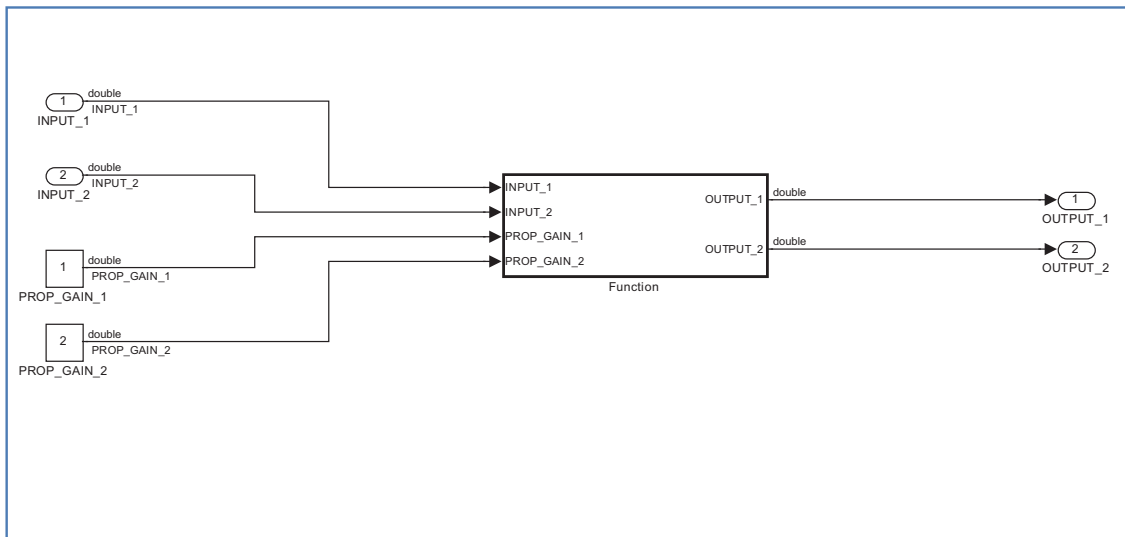 1
double
INPUT_1
INPUT_1
2
double
INPUT_2
INPUT_2
1
double
PROP_GAIN_1
PROP_GAIN_1
2
double
PROP_GAIN_2
PROP_GAIN_2
INPUT_1
INPUT_2
PROP_GAIN_1
PROP_GAIN_2
OUTPUT_1
OUTPUT_2
Function
double
1
OUTPUT_1
double
2
OUTPUT_2